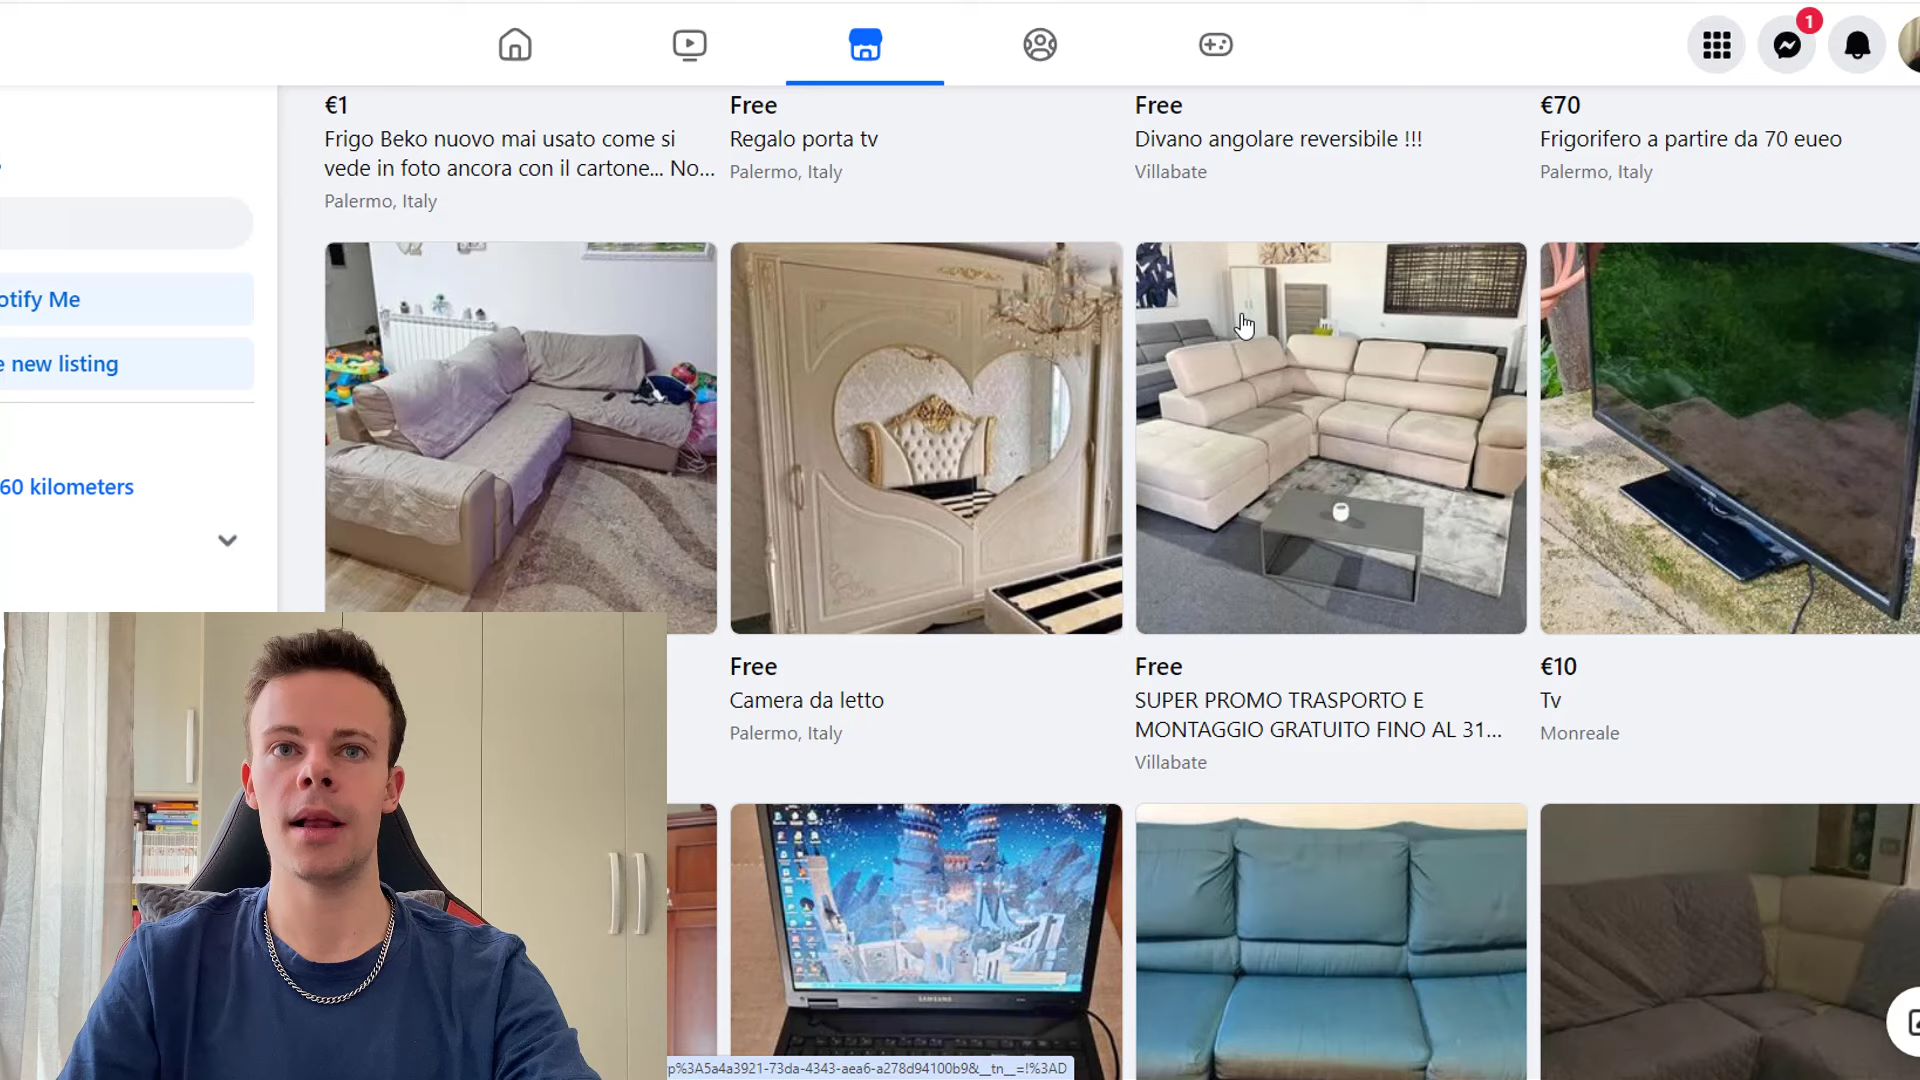 1
€1
Frigo Beko nuovo mai usato come si
vede in foto ancora con il cartone... No...
Palermo, Italy
Free
Regalo porta tv
Palermo, Italy
Free
Divano angolare reversibile !!!
Villabate
€70
Frigorifero a partire da 70 eueo
Palermo, Italy
otify Me
e new listing
60 kilometers
Free
Camera da letto
Palermo, Italy
Free
SUPER PROMO TRASPORTO E
MONTAGGIO GRATUITO FINO AL 31...
Villabate
€10
Tv
Monreale
SAMSUNG
p%3A5a4a3921-73da-4343-aea6-a278d94100b9&__tn__=!%3AD